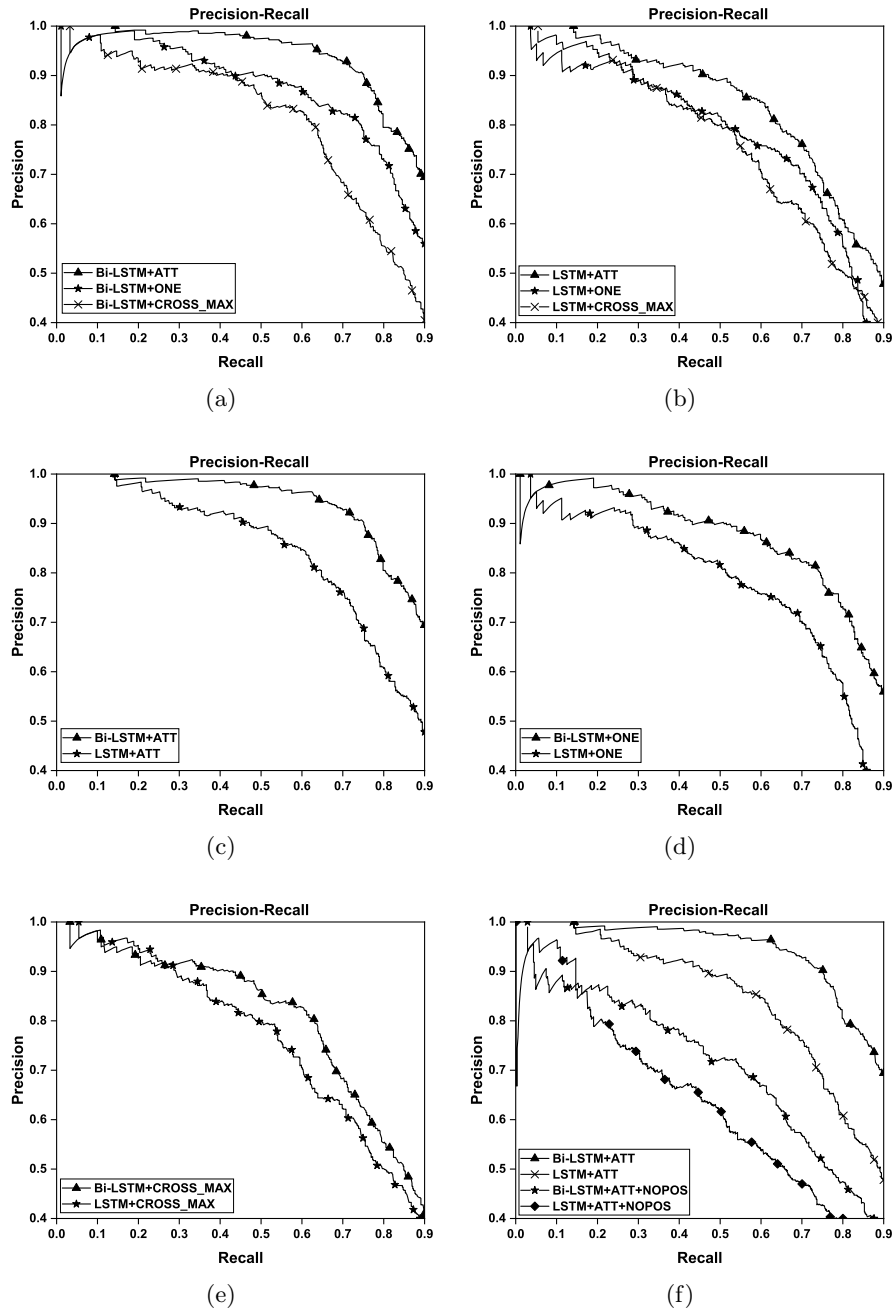 Precision-Recall
1.0
0.9
0.8
0.7
0.6
0.5
0.4
Precision
Bi-LSTM+ATT
Bi-LSTM+ONE
Bi-LSTM+CROSS_MAX
0.0 0.1 0.2 0.3 0.4 0.5 0.6 0.7 0.8 0.9
Recall
(a)
Precision-Recall
1.0
0.9
0.8
0.7
0.6
0.5
0.4
Precision
LSTM+ATT
LSTM+ONE
LSTM+CROSS_MAX
0.0 0.1 0.2 0.3 0.4 0.5 0.6 0.7 0.8 0.9
Recall
(b)
Precision-Recall
1.0
0.9
0.8
0.7
0.6
0.5
0.4
Precision
Bi-LSTM+ATT
LSTM+ATT
0.0 0.1 0.2 0.3 0.4 0.5 0.6 0.7 0.8 0.9
Recall
(c)
Precision-Recall
1.0
0.9
0.8
0.7
0.6
0.5
0.4
Precision
Bi-LSTM+ONE
LSTM+ONE
0.0 0.1 0.2 0.3 0.4 0.5 0.6 0.7 0.8 0.9
Recall
(d)
Precision-Recall
1.0
0.9
0.8
0.7
0.6
0.5
0.4
Precision
Bi-LSTM+CROSS_MAX
LSTM+CROSS_MAX
0.0 0.1 0.2 0.3 0.4 0.5 0.6 0.7 0.8 0.9
Recall
(e)
Precision-Recall
1.0
0.9
0.8
0.7
0.6
0.5
0.4
Precision
Bi-LSTM+ATT
LSTM+ATT
Bi-LSTM+ATT+NOPOS
LSTM+ATT+NOPOS
0.0 0.1 0.2 0.3 0.4 0.5 0.6 0.7 0.8 0.9
Recall
(f)